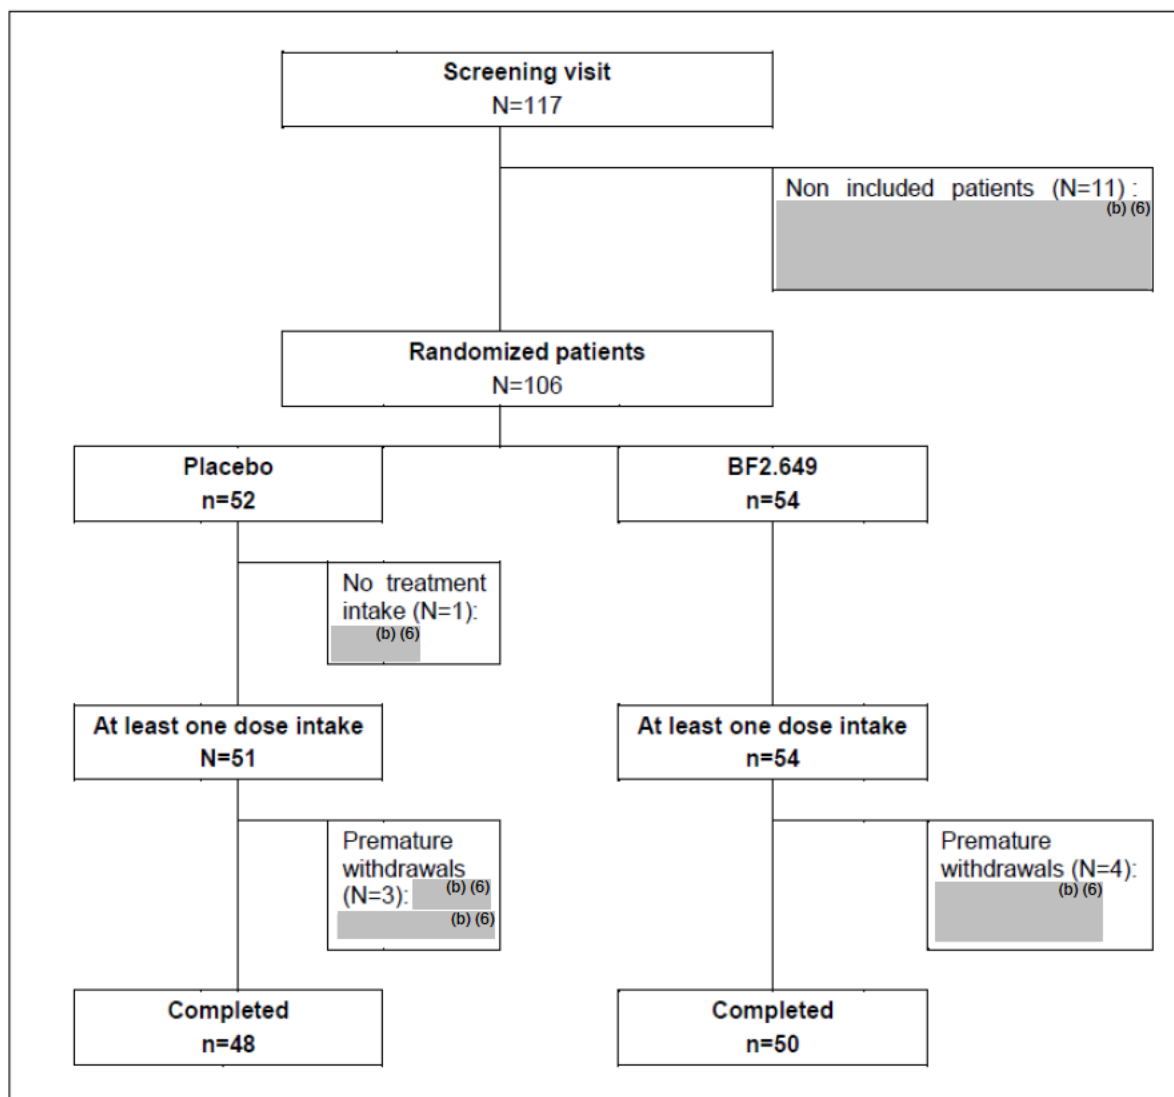 Screening visit
N=117
Non included patients (N=11) :
(b) (6)
Randomized patients
N=106
Placebo
n=52
BF2.649
n=54
No treatment
intake (N=1):
(b) (6)
At least one dose intake
N=51
At least one dose intake
n=54
Premature
withdrawals
(N=3): (b) (6)
(b) (6)
Premature
withdrawals (N=4):
(b) (6)
Completed
n=48
Completed
n=50